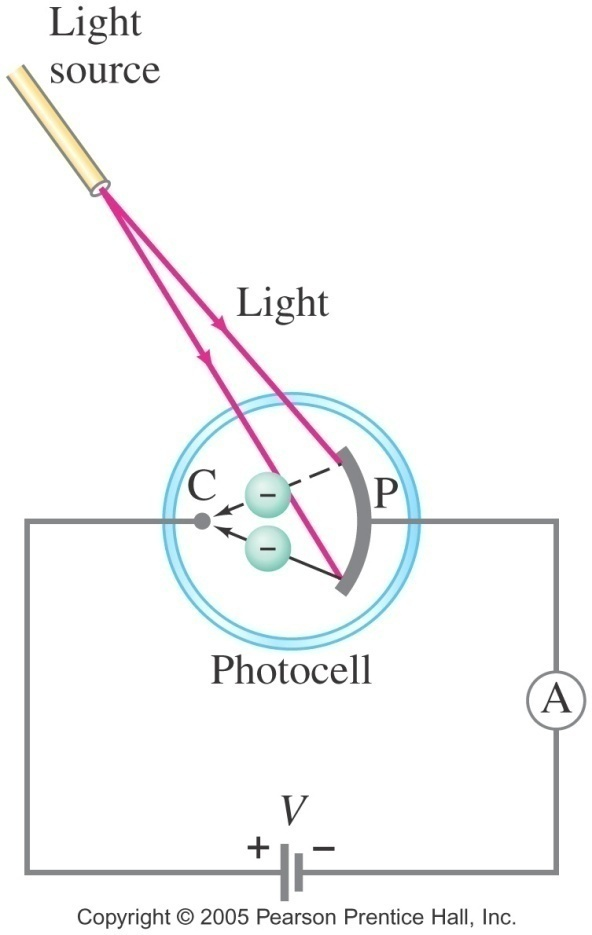 Light
source
Light
C
−
P
−
Photocell
A
V
+ −
Copyright © 2005 Pearson Prentice Hall, Inc.